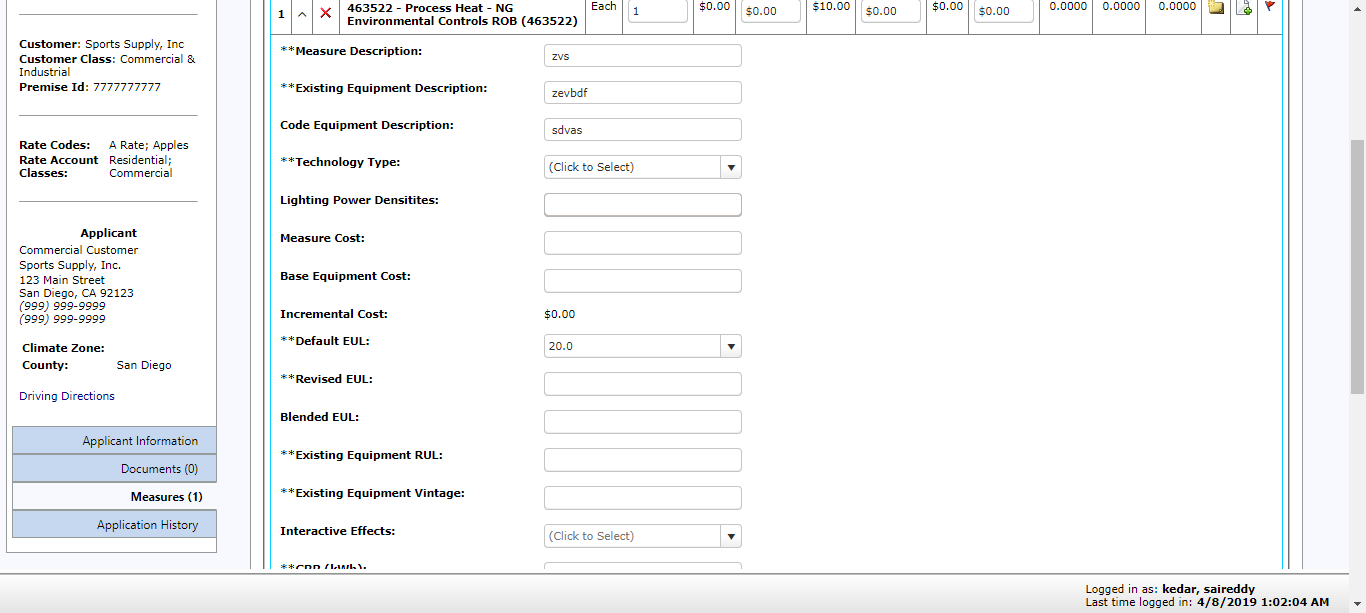 Customer: Sports Supply, Inc
Customer Class: Commercial &
Industrial
Premise Id: 7777777777
Rate Codes: A Rate; Apples
Rate Account Residential;
Classes: Commercial
Applicant
Commercial Customer
Sports Supply, Inc.
123 Main Street
San Diego, CA 92123
(999) 999-9999
(999) 999-9999
Climate Zone:
County: San Diego
Driving Directions
Applicant Information
Documents (0)
Measures (1)
Application History
1 463522 - Process Heat - NG Each 1 $0.00 $0.00 $10.00 $0.00 $0.00 $0.00 0.0000 0.0000 0.0000
Environmental Controls ROB (463522)
**Measure Description: zvs
**Existing Equipment Description: zevbdf
Code Equipment Description: sdvas
**Technology Type: (Click to Select)
Lighting Power Densitites:
Measure Cost:
Base Equipment Cost:
Incremental Cost: $0.00
**Default EUL: 20.0
**Revised EUL:
Blended EUL:
**Existing Equipment RUL:
**Existing Equipment Vintage:
Interactive Effects: (Click to Select)
**GRR (kWh):
Logged in as: kedar, saireddy
Last time logged in: 4/8/2019 1:02:04 AM